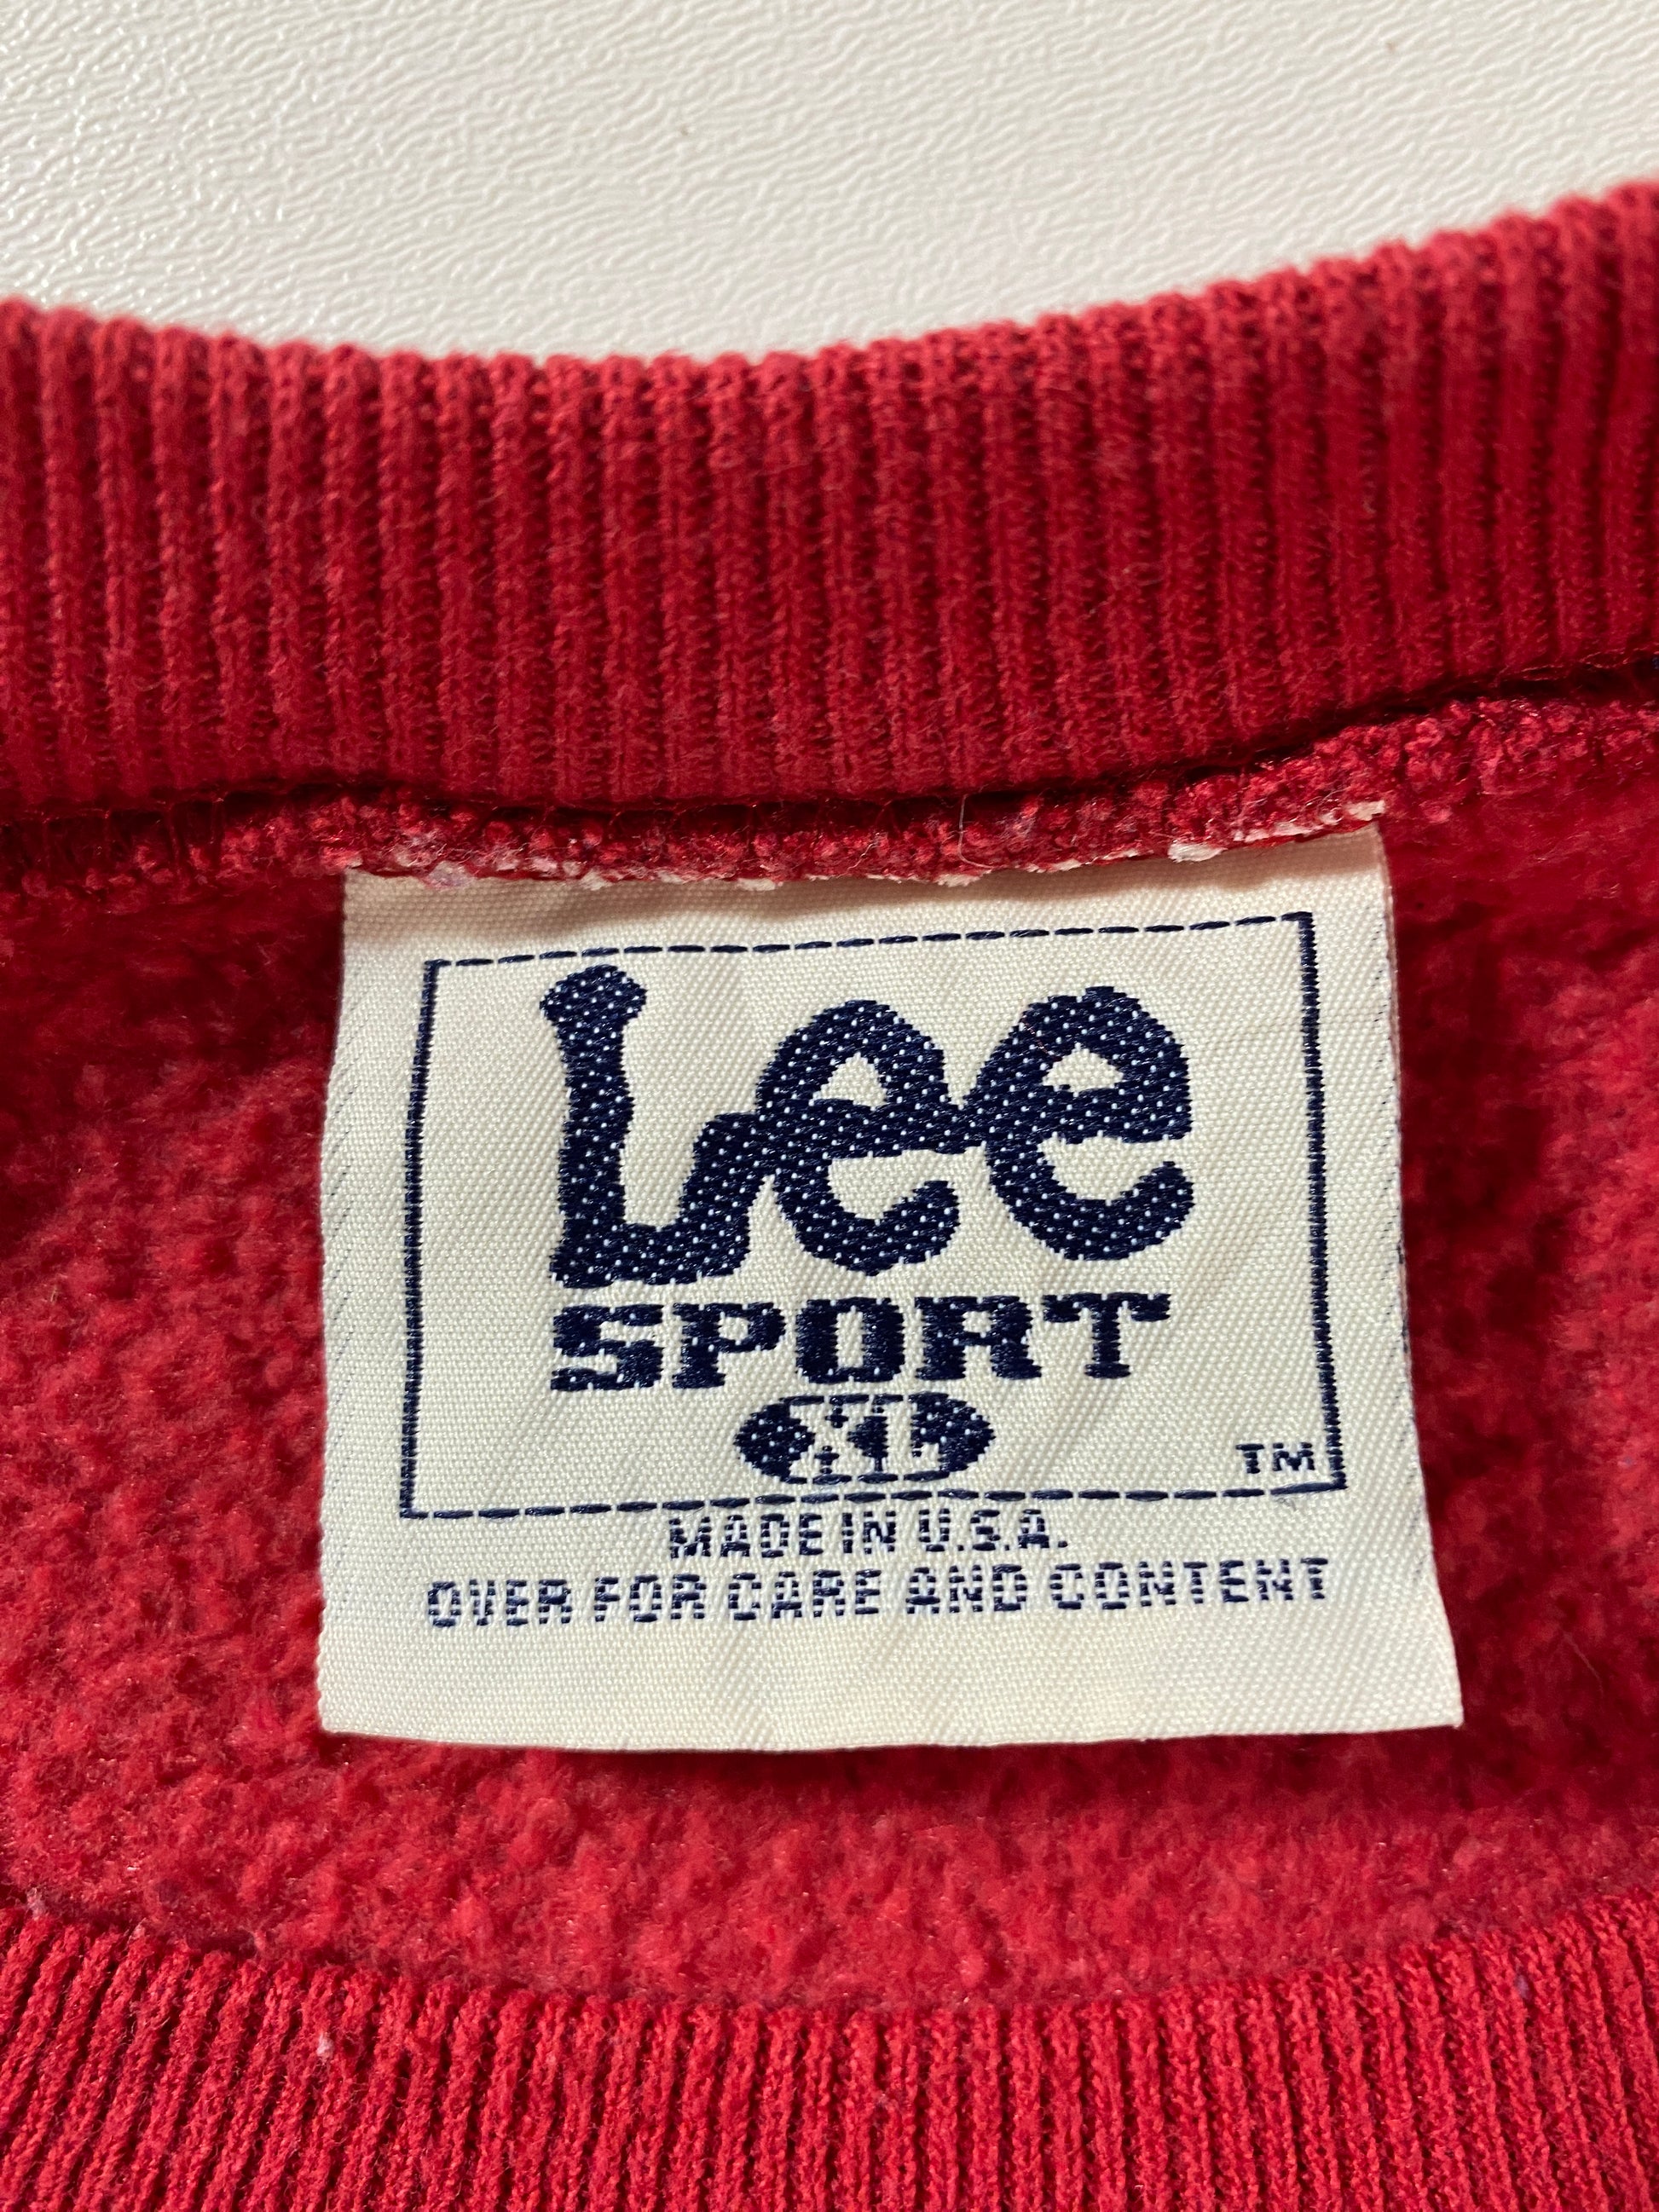 Lee
SPORT
XL
TM
MADE IN U.S.A.
OVER FOR CARE AND CONTENT